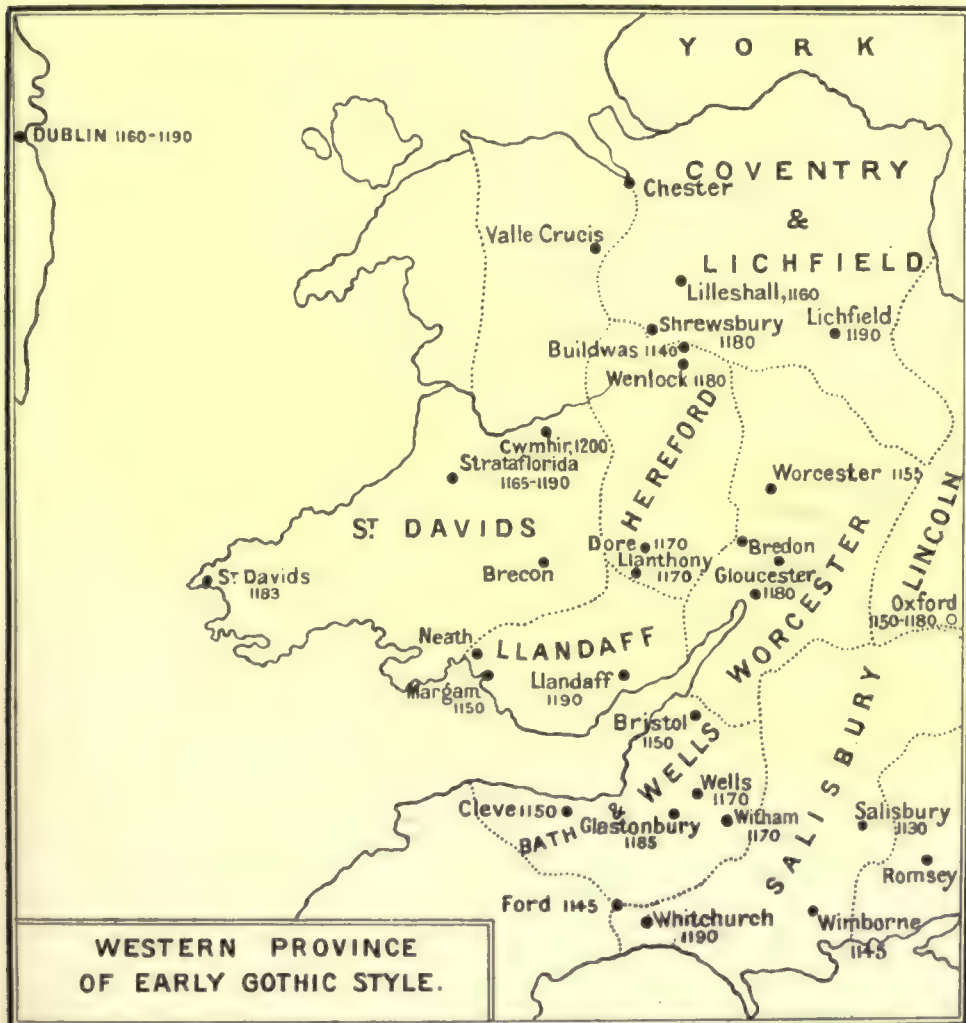 YORK
DUBLIN 1160-1190
COVENTRY
&
LICHFIELD
Chester
Valle Crucis
Lilleshall, 1160
Shrewsbury
1180
Lichfield
1190
Buildwas 1140
Wenlock 1180
HEREFORD
Cwmhir, 1200
Strataflorida
1165-1190
Worcester 1155
ST. DAVIDS
Dore 1170
Llanthony
1170
Bredon
Gloucester
1180
WORCESTER
LINCOLN
Oxford
1150-1180
Brecon
ST. Davids
1183
Neath
LLANDAFF
Margam
1150
Llandaff
1190
Bristol
1150
BATH & WELLS
SALISBURY
Wells
1170
Cleve 1150
Glastonbury
1185
Witham
1170
Salisbury
1130
Romsey
Ford 1145
Whitchurch
1190
Wimborne
1145
WESTERN PROVINCE
OF EARLY GOTHIC STYLE.